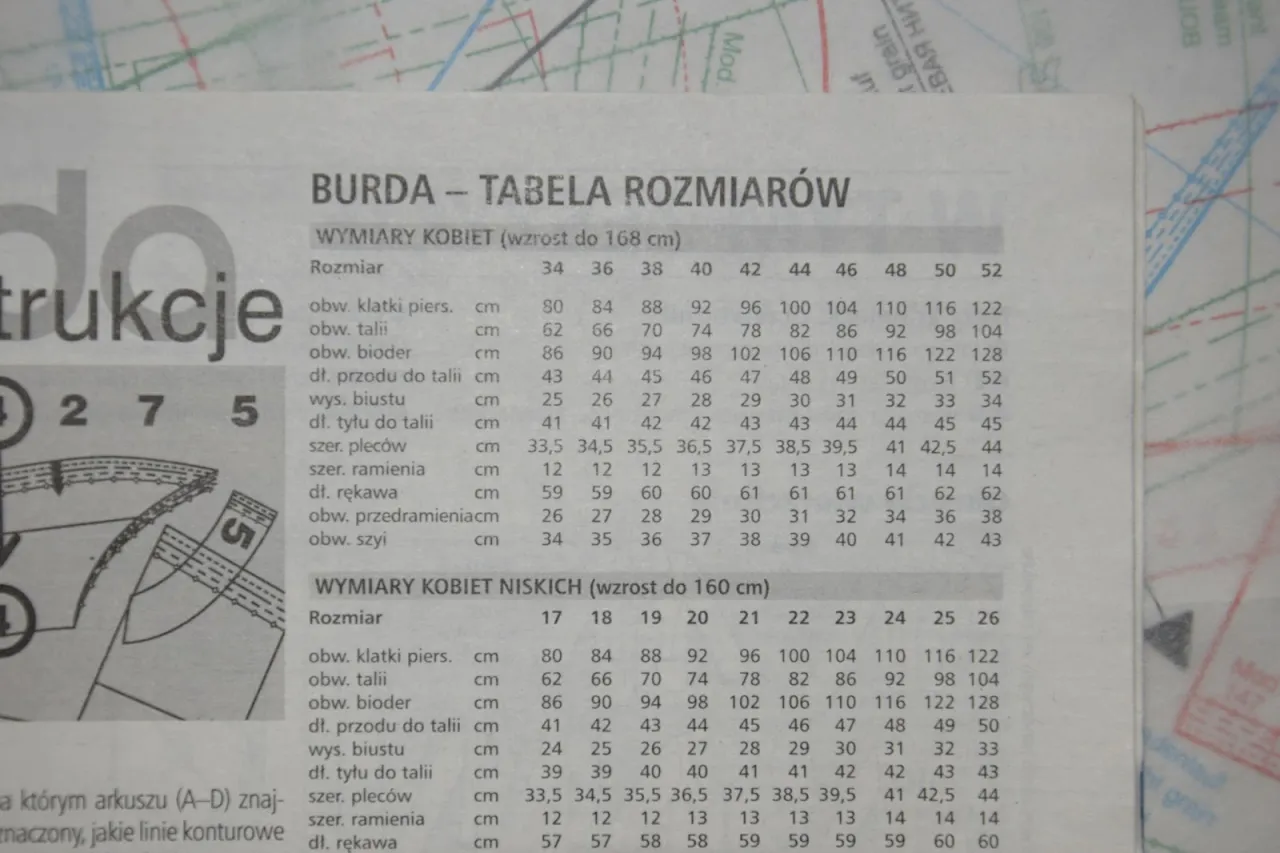 Mod.
grain
BURDA – TABELA ROZMIARÓW
WYMIARY KOBIET (wzrost do 168 cm)
Rozmiar 34 36 38 40 42 44 46 48 50 52
obw. klatki piers. cm 80 84 88 92 96 100 104 110 116 122
obw. talii cm 62 66 70 74 78 82 86 92 98 104
obw. bioder cm 86 90 94 98 102 106 110 116 122 128
dł. przodu do talii cm 43 44 45 46 47 48 49 50 51 52
wys. biustu cm 25 26 27 28 29 30 31 32 33 34
dł. tyłu do talii cm 41 41 42 42 43 43 44 44 45 45
szer. pleców cm 33,5 34,5 35,5 36,5 37,5 38,5 39,5 41 42,5 44
szer. ramienia cm 12 12 12 13 13 13 13 14 14 14
dł. rękawa cm 59 59 60 60 61 61 61 61 62 62
obw. przedramienia cm 26 27 28 29 30 31 32 34 36 38
obw. szyi cm 34 35 36 37 38 39 40 41 42 43
WYMIARY KOBIET NISKICH (wzrost do 160 cm)
Rozmiar 17 18 19 20 21 22 23 24 25 26
obw. klatki piers. cm 80 84 88 92 96 100 104 110 116 122
obw. talii cm 62 66 70 74 78 82 86 92 98 104
obw. bioder cm 86 90 94 98 102 106 110 116 122 128
dł. przodu do talii cm 41 42 43 44 45 46 47 48 49 50
wys. biustu cm 24 25 26 27 28 29 30 31 32 33
dł. tyłu do talii cm 39 39 40 40 41 41 42 42 43 43
szer. pleców cm 33,5 34,5 35,5 36,5 37,5 38,5 39,5 41 42,5 44
szer. ramienia cm 12 12 12 13 13 13 13 14 14 14
dł. rękawa cm 57 57 58 58 59 59 59 59 60 60
do
trukcje
4 2 7 5
5
4
a którym arkuszu (A–D) znaj-
znaczony, jakie linie konturowe